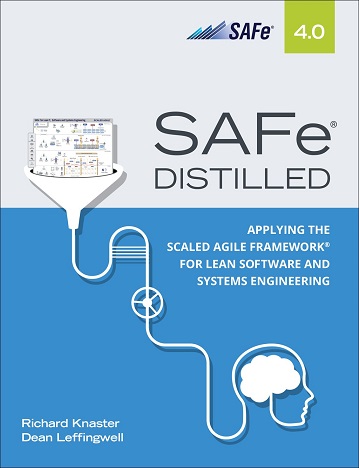 SAFe®
4.0
SAFe®
DISTILLED
APPLYING THE
SCALED AGILE FRAMEWORK®
FOR LEAN SOFTWARE AND
SYSTEMS ENGINEERING
Richard Knaster
Dean Leffingwell